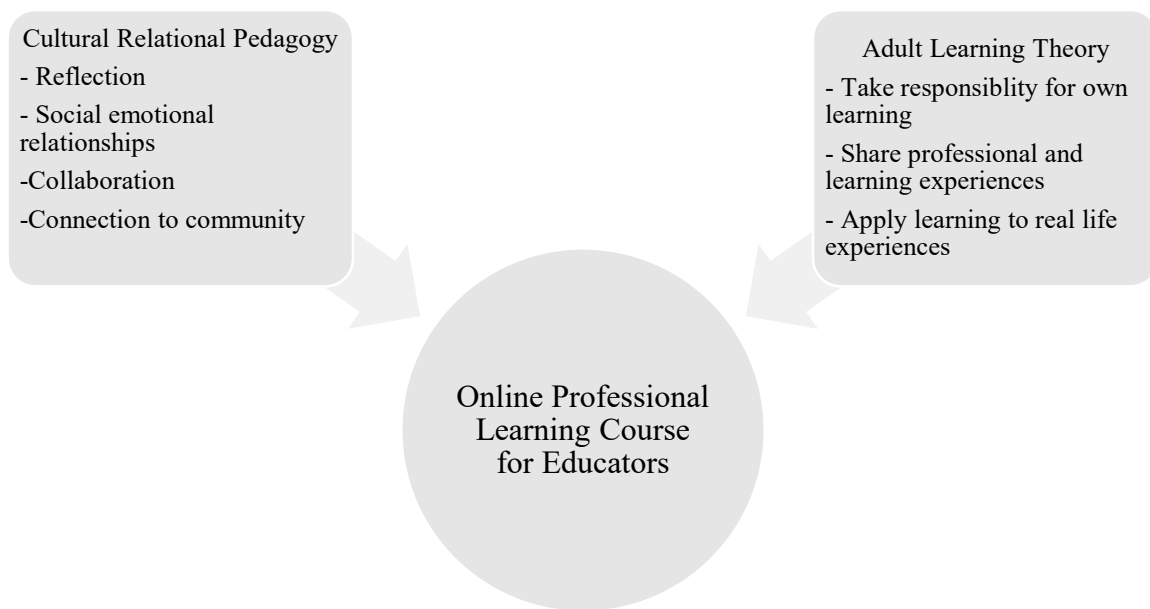 Cultural Relational Pedagogy
- Reflection
- Social emotional
relationships
-Collaboration
-Connection to community
Adult Learning Theory
- Take responsiblity for own
learning
- Share professional and
learning experiences
- Apply learning to real life
experiences
Online Professional
Learning Course
for Educators